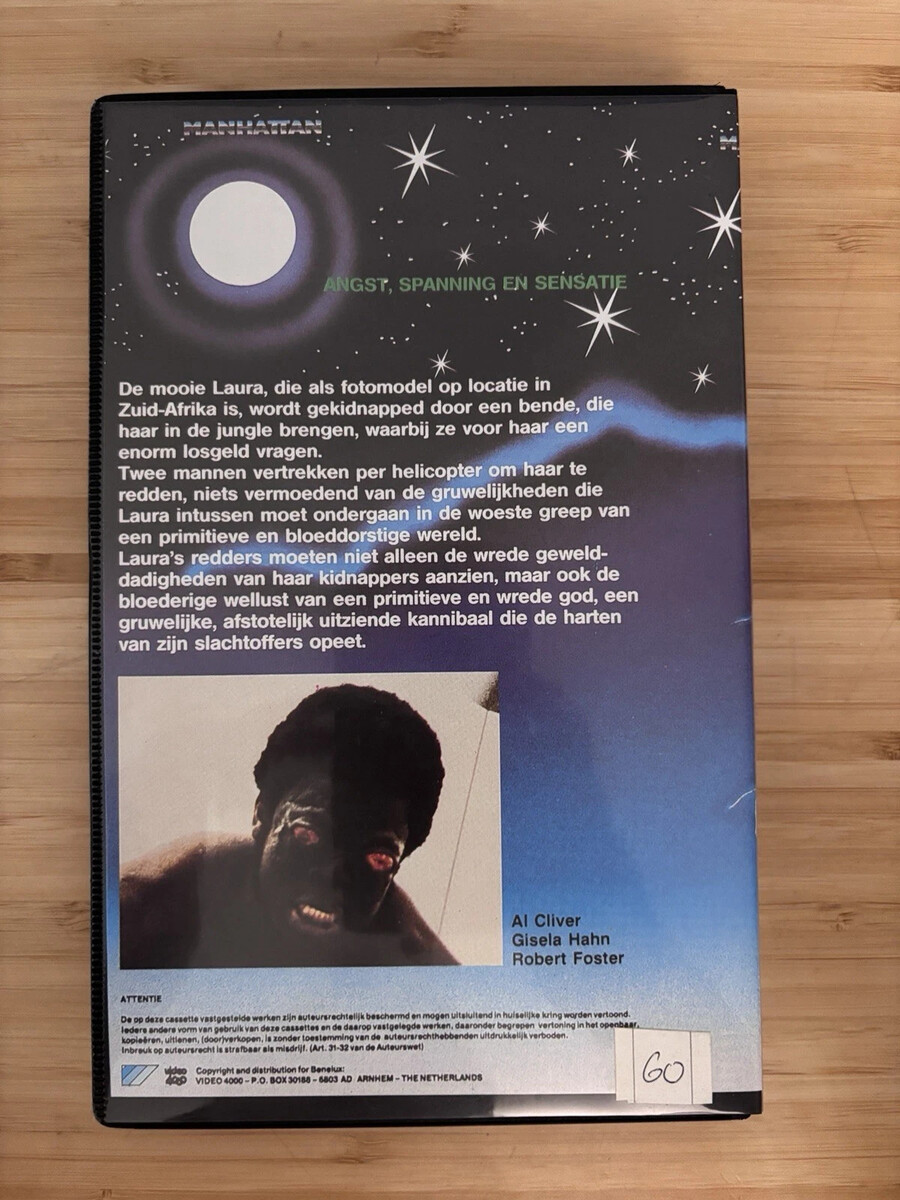 MANHATTAN
M
ANGST, SPANNING EN SENSATIE
De mooie Laura, die als fotomodel op locatie in
Zuid-Afrika is, wordt gekidnapped door een bende, die
haar in de jungle brengen, waarbij ze voor haar een
enorm losgeld vragen.
Twee mannen vertrekken per helicopter om haar te
redden, niets vermoedend van de gruwelijkheden die
Laura intussen moet ondergaan in de woeste greep van
een primitieve en bloeddorstige wereld.
Laura's redders moeten niet alleen de wrede geweld-
dadigheden van haar kidnappers aanzien, maar ook de
bloederige wellust van een primitieve en wrede god, een
gruwelijke, afstotelijk uitziende kannibaal die de harten
van zijn slachtoffers opeet.
Al Cliver
Gisela Hahn
Robert Foster
ATTENTIE
De op deze cassette vastgestelde werken zijn auteursrechtelijk beschermd en mogen uitsluitend in huiselijke kring worden vertoond.
Ieders anders vorm van gebruik van deze cassettes en de daarop vastgelegde werken, daaronder begrepen vertoning in het openbaar,
kopieëren, uitlenen, (door)verkopen, is zonder toestemming van de auteursrechthebbenden uitdrukkelijk verboden.
Inbreuk op auteursrecht is strafbaar als misdrijf. (Art. 31-32 van de Auteurswet)
video
4000
Copyright and distribution for Benelux:
VIDEO 4000 – P.O. BOX 30188 – 6803 AD ARNHEM – THE NETHERLANDS
60